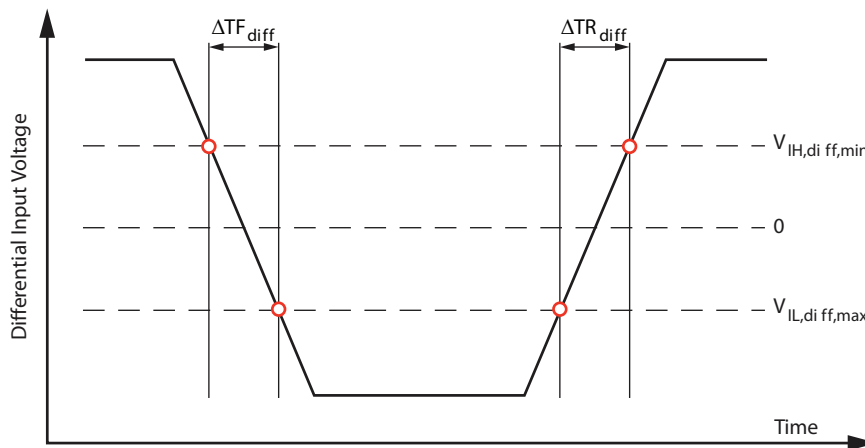 ΔTF diff
ΔTR diff
Differential Input Voltage
V IH,di ff,min
0
V IL,di ff,max
Time